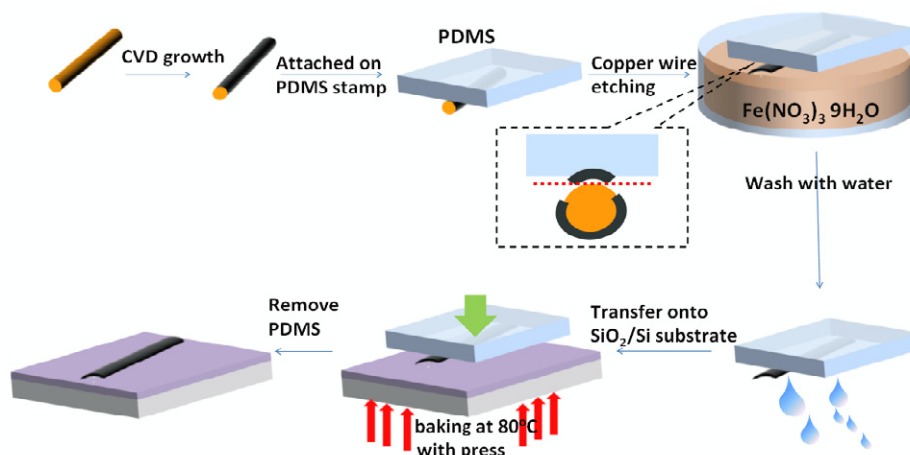 CVD growth
Attached on
PDMS stamp
PDMS
Copper wire
etching
Fe(NO₃)₃ 9H₂O
Wash with water
Transfer onto
SiO₂/Si substrate
baking at 80°C
with press
Remove
PDMS